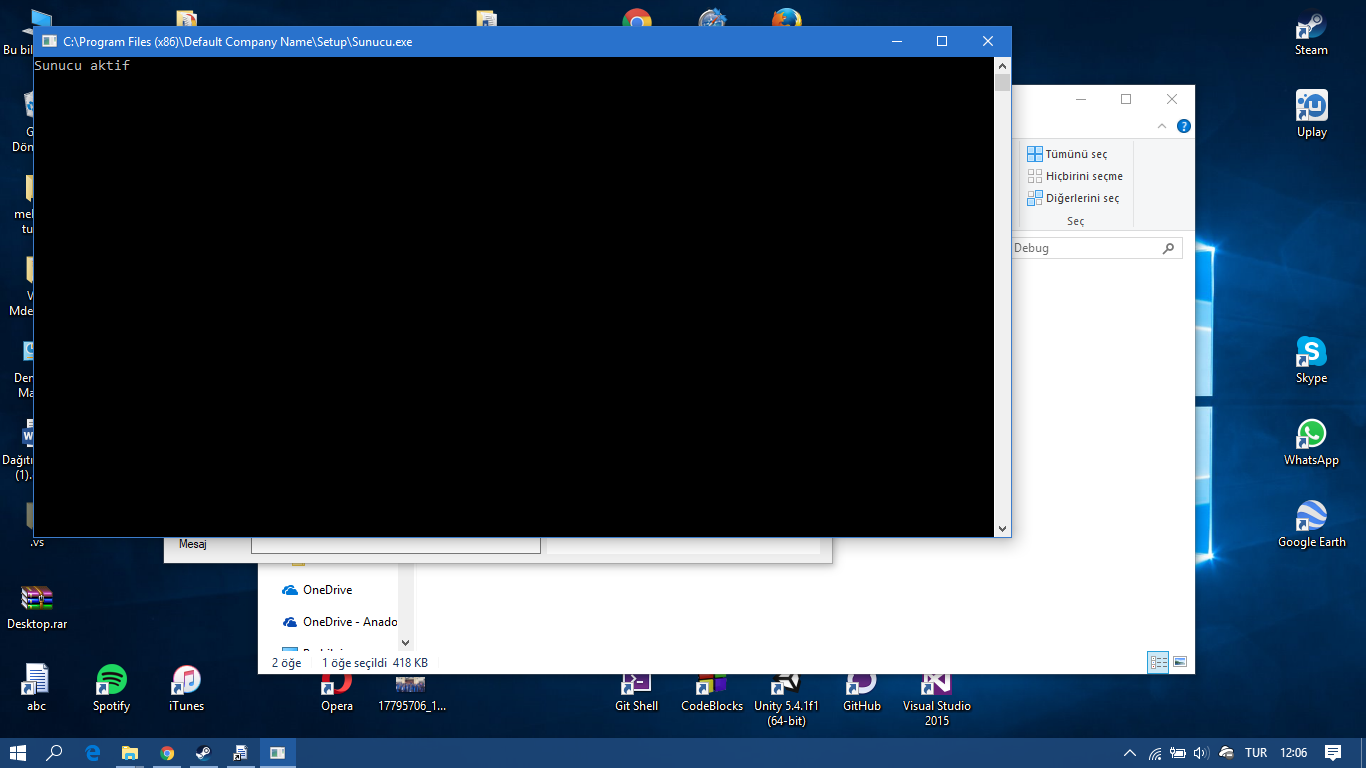 C:\Program Files (x86)\Default Company Name\Setup\Sunucu.exe
Sunucu aktif
Bu bil
G
Dön
mel
tu
V
Mde
Den
Ma
Dağıtı
(1).
.vs
Desktop.rar
abc
Spotify
iTunes
Opera
17795706_1...
Git Shell
CodeBlocks
Unity 5.4.1f1
(64-bit)
GitHub
Visual Studio
2015
Steam
Uplay
Skype
WhatsApp
Google Earth
Tümünü seç
Hiçbirini seçme
Diğerlerini seç
Seç
Debug
Mesaj
OneDrive
OneDrive - Anado
2 öğe
1 öğe seçildi 418 KB
TUR
12:06